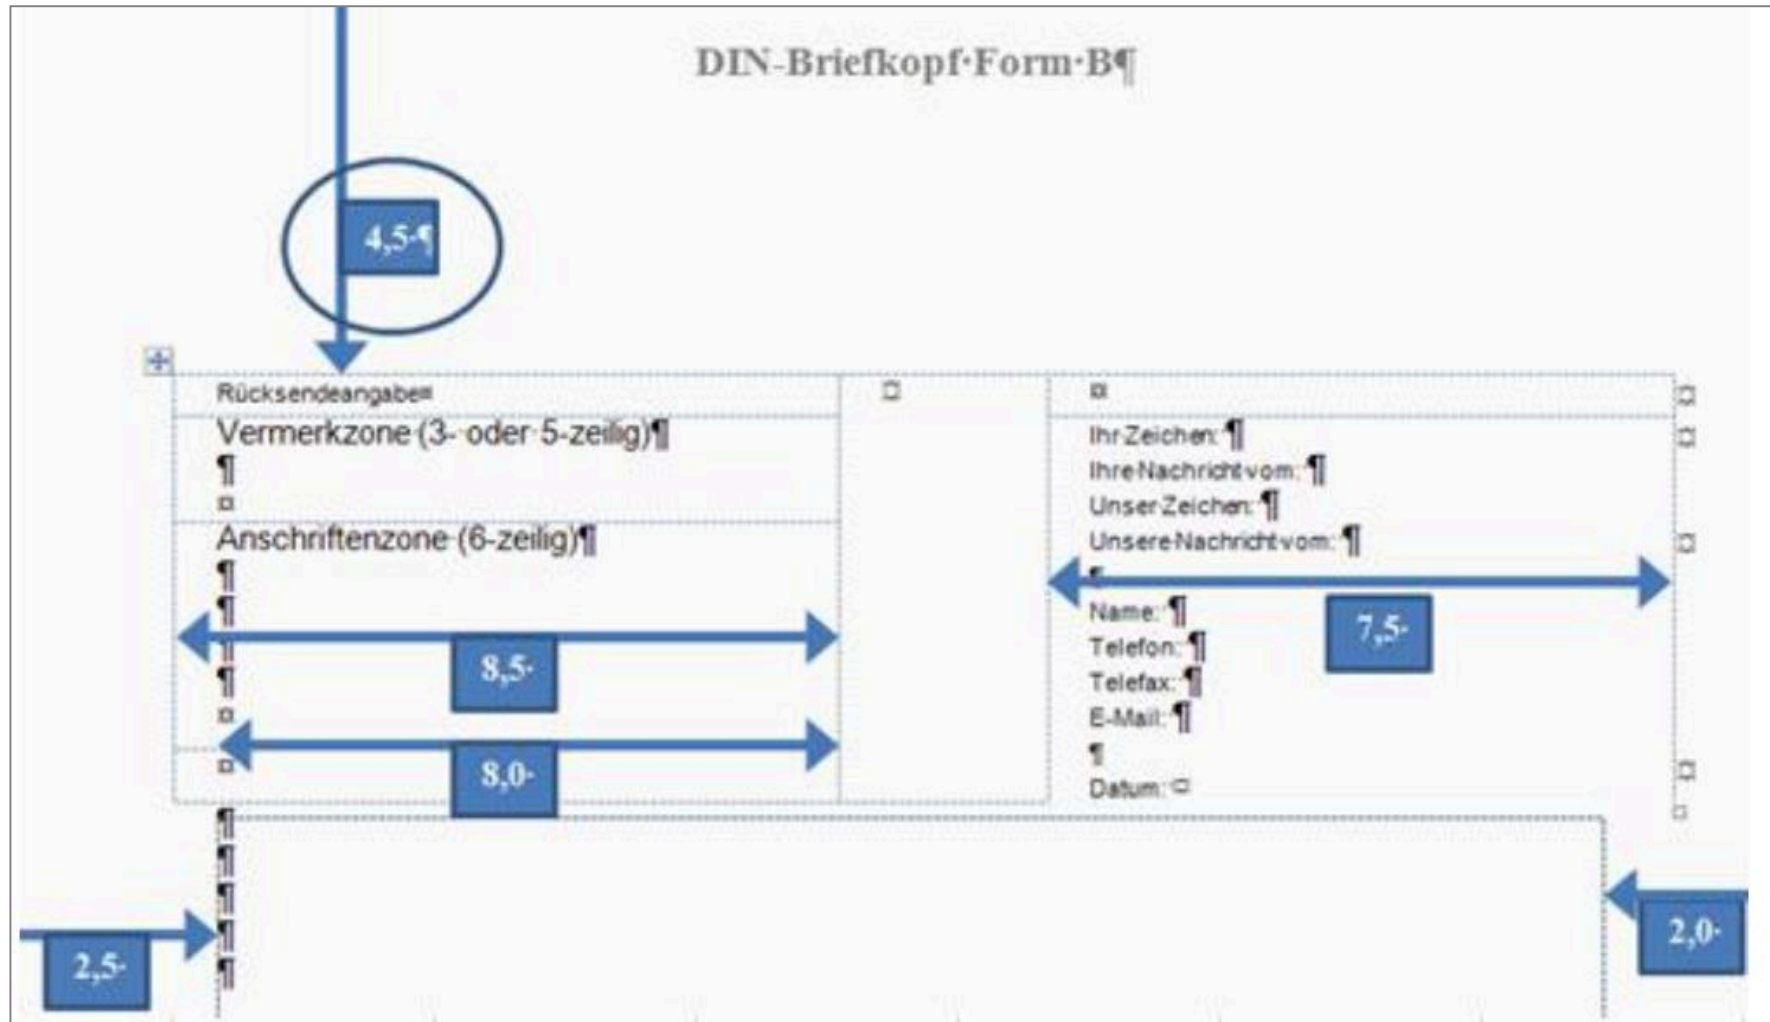 DIN-Briefkopf·Form·B¶
4,5·¶
Rücksendeangabe¤
Vermerkzone·(3-·oder·5-zeilig)¶
¶
¤
Anschriftenzone·(6-zeilig)¶
¶
¶
¶
¶
¤
8,5·
8,0·
¤
¤
¤
Ihr·Zeichen:·¶
Ihre·Nachricht·vom:·¶
Unser·Zeichen:·¶
Unsere·Nachricht·vom:·¶
¶
Name:·¶
Telefon:·¶
Telefax:·¶
E-Mail:·¶
¶
Datum:·¤
7,5·
¤
¤
¤
¤
¤
¶
¶
¶
¶
¶
2,5·
2,0·